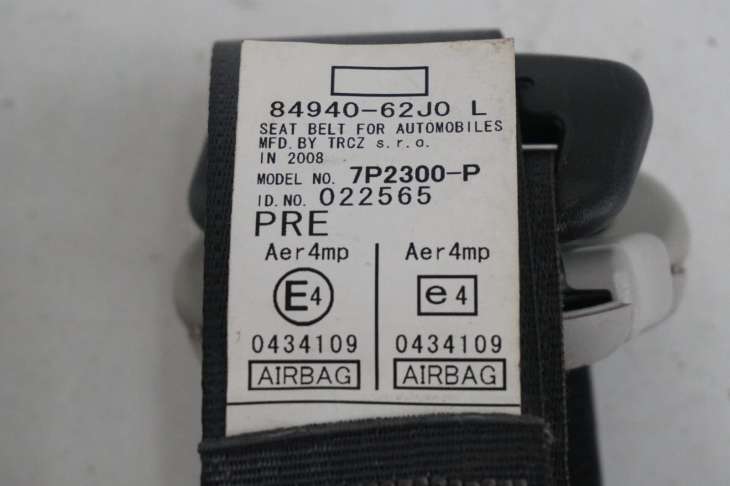 84940-62J0 L
SEAT BELT FOR AUTOMOBILES
MFD. BY TRCZ s.r.o.
IN 2008
MODEL NO. 7P2300-P
ID.NO. 022565
PRE
Aer4mp Aer4mp
E4 e4
0434109 0434109
AIRBAG AIRBAG